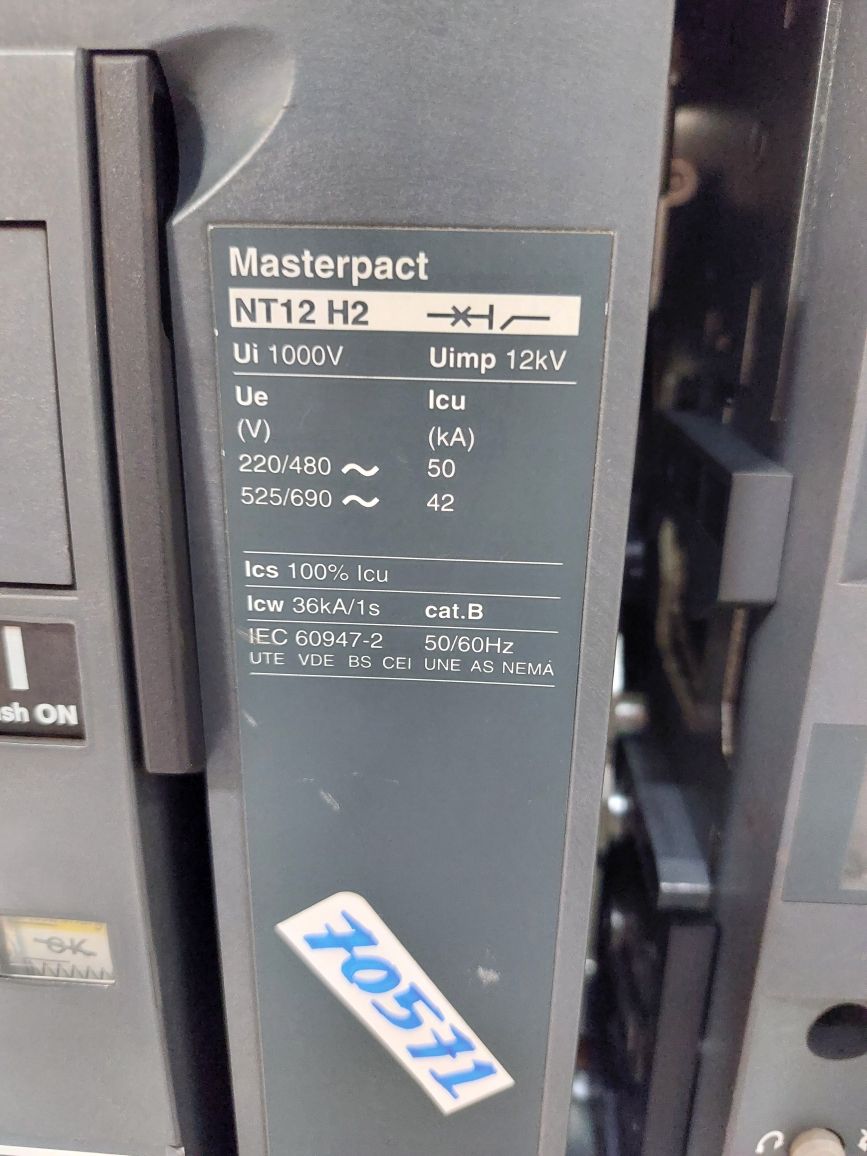 Masterpact
NT12 H2
Ui 1000V Uimp 12kV
Ue Icu
(V) (kA)
220/480 ~ 50
525/690 ~ 42
Ics 100% Icu
Icw 36kA/1s cat.B
IEC 60947-2 50/60Hz
UTE VDE BS CEI UNE AS NEMA
sh ON
OK
70571